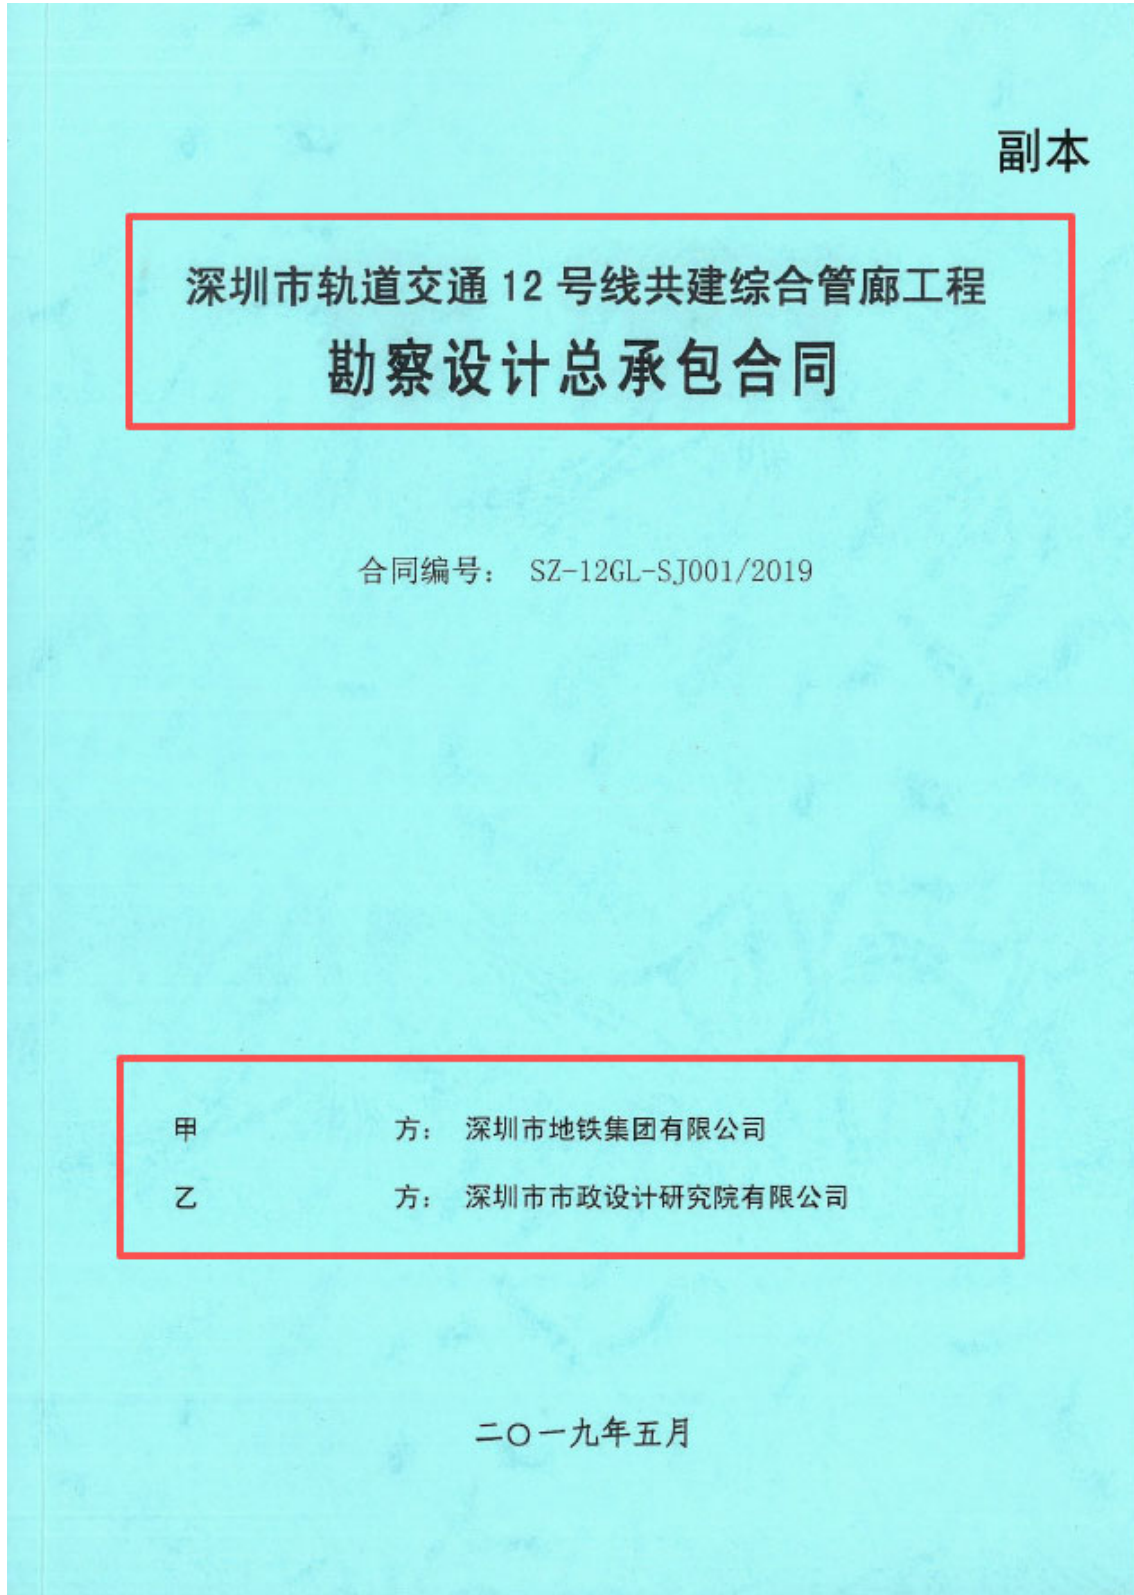 副本
深圳市轨道交通 12 号线共建综合管廊工程
勘察设计总承包合同
合同编号： SZ-12GL-SJ001/2019
甲 方： 深圳市地铁集团有限公司
乙 方： 深圳市市政设计研究院有限公司
二〇一九年五月